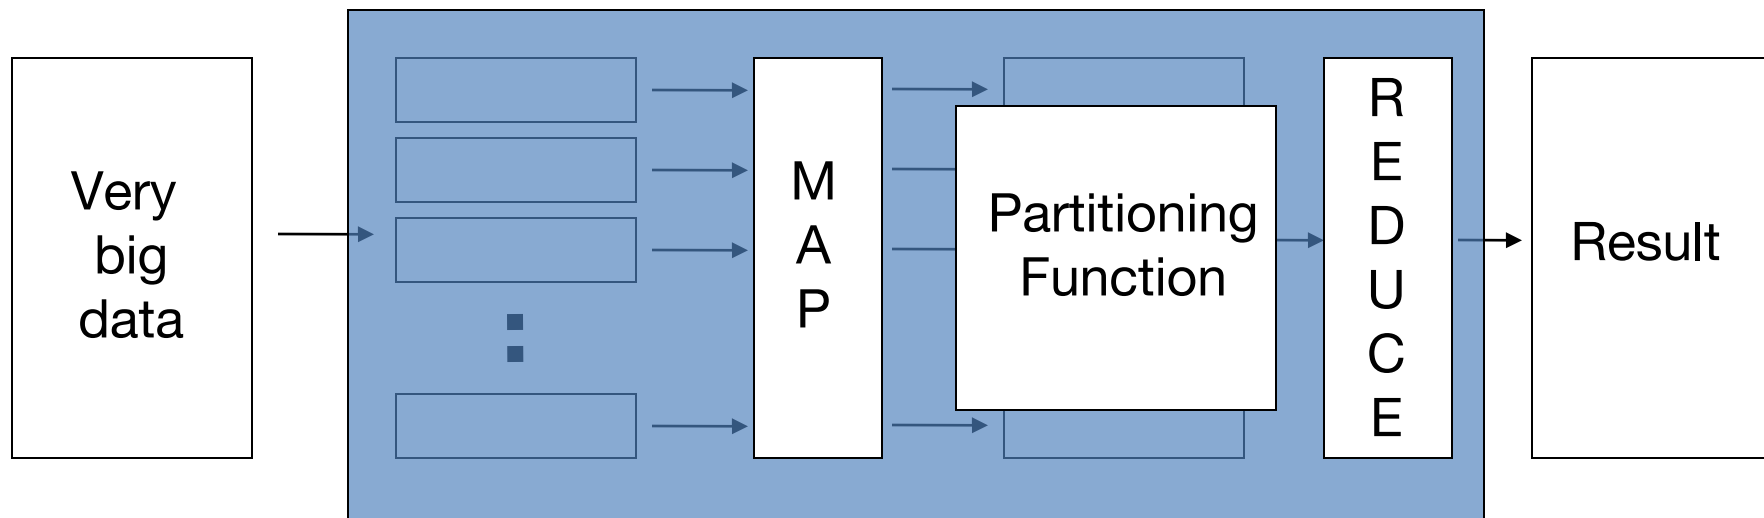 Very
big
data
M
A
P
Partitioning
Function
R
E
D
U
C
E
Result